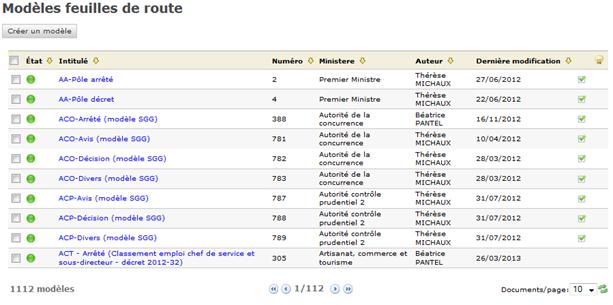 Modèles feuilles de route
Créer un modèle
État Intitulé Numéro Ministere Auteur Dernière modification
AA-Pôle arrêté 2 Premier Ministre Thérèse MICHAUX 27/06/2012
AA-Pôle décret 4 Premier Ministre Thérèse MICHAUX 22/06/2012
ACO-Arrêté (modèle SGG) 388 Autorité de la concurrence Béatrice PANTEL 16/11/2012
ACO-Avis (modèle SGG) 781 Autorité de la concurrence Thérèse MICHAUX 10/04/2012
ACO-Décision (modèle SGG) 782 Autorité de la concurrence Thérèse MICHAUX 28/03/2012
ACO-Divers (modèle SGG) 783 Autorité de la concurrence Thérèse MICHAUX 28/03/2012
ACP-Avis (modèle SGG) 787 Autorité contrôle prudentiel 2 Thérèse MICHAUX 31/07/2012
ACP-Décision (modèle SGG) 788 Autorité contrôle prudentiel 2 Thérèse MICHAUX 31/07/2012
ACP-Divers (modèle SGG) 789 Autorité contrôle prudentiel 2 Thérèse MICHAUX 31/07/2012
ACT - Arrêté (Classement emploi chef de service et sous-directeur - décret 2012-32) 305 Artisanat, commerce et tourisme Béatrice PANTEL 26/03/2013
1112 modèles 1/112 Documents/page: 10